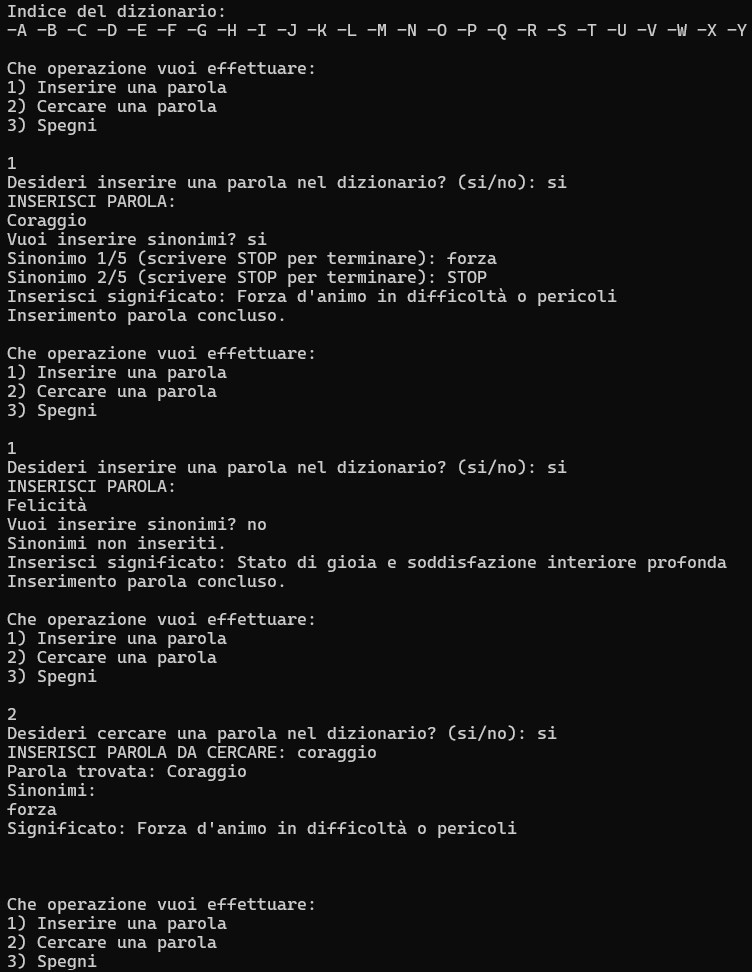 Indice del dizionario:
-A -B -C -D -E -F -G -H -I -J -K -L -M -N -O -P -Q -R -S -T -U -V -W -X -Y
Che operazione vuoi effettuare:
1) Inserire una parola
2) Cercare una parola
3) Spegni
1
Desideri inserire una parola nel dizionario? (si/no): si
INSERISCI PAROLA:
Coraggio
Vuoi inserire sinonimi? si
Sinonimo 1/5 (scrivere STOP per terminare): forza
Sinonimo 2/5 (scrivere STOP per terminare): STOP
Inserisci significato: Forza d'animo in difficoltà o pericoli
Inserimento parola concluso.
Che operazione vuoi effettuare:
1) Inserire una parola
2) Cercare una parola
3) Spegni
1
Desideri inserire una parola nel dizionario? (si/no): si
INSERISCI PAROLA:
Felicità
Vuoi inserire sinonimi? no
Sinonimi non inseriti.
Inserisci significato: Stato di gioia e soddisfazione interiore profonda
Inserimento parola concluso.
Che operazione vuoi effettuare:
1) Inserire una parola
2) Cercare una parola
3) Spegni
2
Desideri cercare una parola nel dizionario? (si/no): si
INSERISCI PAROLA DA CERCARE: coraggio
Parola trovata: Coraggio
Sinonimi:
forza
Significato: Forza d'animo in difficoltà o pericoli
Che operazione vuoi effettuare:
1) Inserire una parola
2) Cercare una parola
3) Spegni